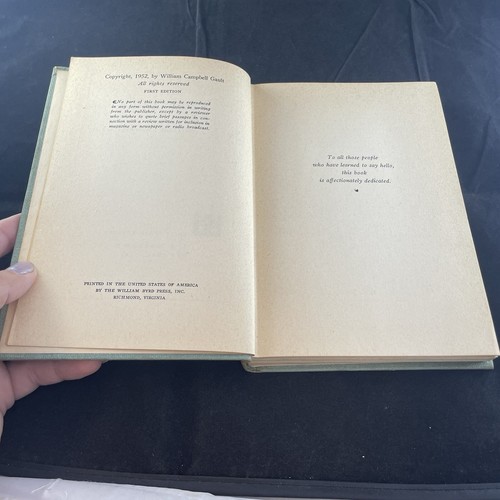 Copyright, 1952, by William Campbell Gault
All rights reserved
FIRST EDITION
No part of this book may be reproduced
in any form without permission in writing
from the publisher, except by a reviewer
who wishes to quote brief passages in con-
nection with a review written for inclusion in
magazine or newspaper or radio broadcast.
PRINTED IN THE UNITED STATES OF AMERICA
BY THE WILLIAM BYRD PRESS, INC.
RICHMOND, VIRGINIA
To all those people
who have learned to say hello,
this book
is affectionately dedicated.